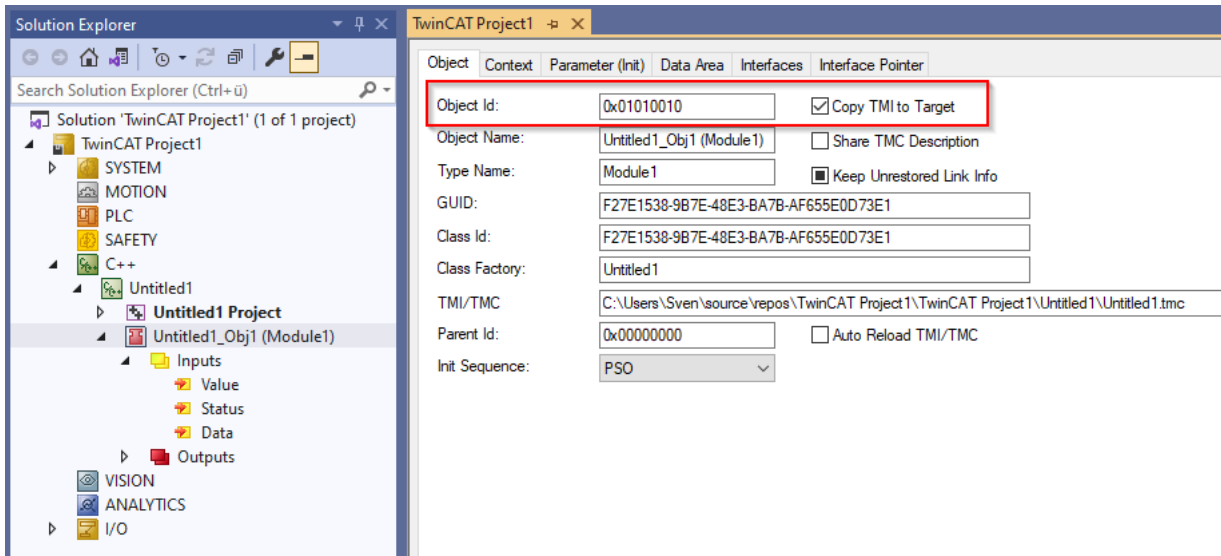 Solution Explorer
Search Solution Explorer (Ctrl+ü)
Solution 'TwinCAT Project1' (1 of 1 project)
TwinCAT Project1
SYSTEM
MOTION
PLC
SAFETY
C++
Untitled1
Untitled1 Project
Untitled1_Obj1 (Module1)
Inputs
Value
Status
Data
Outputs
VISION
ANALYTICS
I/O
TwinCAT Project1
Object Context Parameter (Init) Data Area Interfaces Interface Pointer
Object Id: 0x01010010 Copy TMI to Target
Object Name: Untitled1_Obj1 (Module1) Share TMC Description
Type Name: Module1 Keep Unrestored Link Info
GUID: F27E1538-9B7E-48E3-BA7B-AF655E0D73E1
Class Id: F27E1538-9B7E-48E3-BA7B-AF655E0D73E1
Class Factory: Untitled1
TMI/TMC C:\Users\Sven\source\repos\TwinCAT Project1\TwinCAT Project1\Untitled1\Untitled1.tmc
Parent Id: 0x00000000 Auto Reload TMI/TMC
Init Sequence: PSO